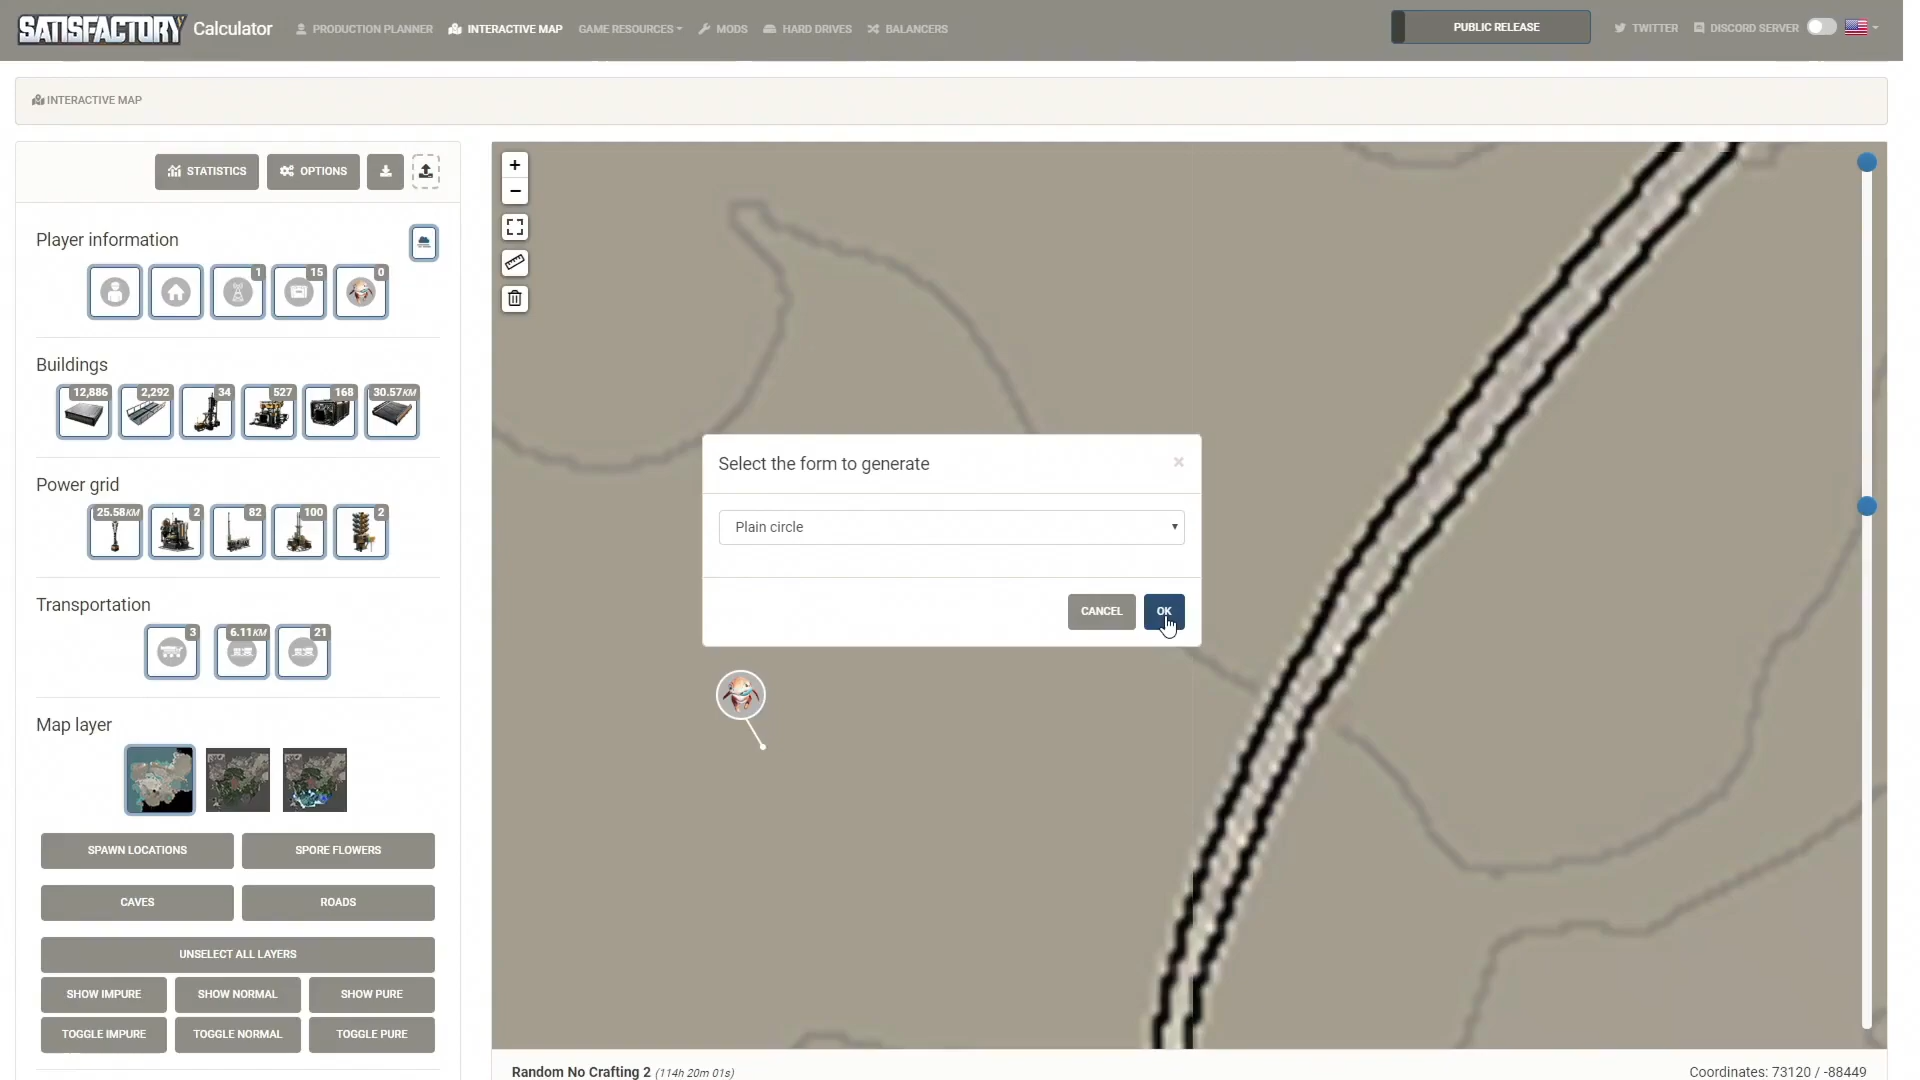 SATISFACTORY Calculator
PRODUCTION PLANNER
INTERACTIVE MAP
GAME RESOURCES
MODS
HARD DRIVES
BALANCERS
PUBLIC RELEASE
TWITTER
DISCORD SERVER
INTERACTIVE MAP
STATISTICS
OPTIONS
Player information
1
15
0
Buildings
12,886
2,292
34
527
168
30.57KM
Power grid
25.58KM
2
82
100
2
Transportation
3
6.11KM
21
Map layer
SPAWN LOCATIONS
SPORE FLOWERS
CAVES
ROADS
UNSELECT ALL LAYERS
SHOW IMPURE
SHOW NORMAL
SHOW PURE
TOGGLE IMPURE
TOGGLE NORMAL
TOGGLE PURE
+
−
Select the form to generate
×
Plain circle
CANCEL
OK
Random No Crafting 2 (114h 20m 01s)
Coordinates: 73120 / -88449